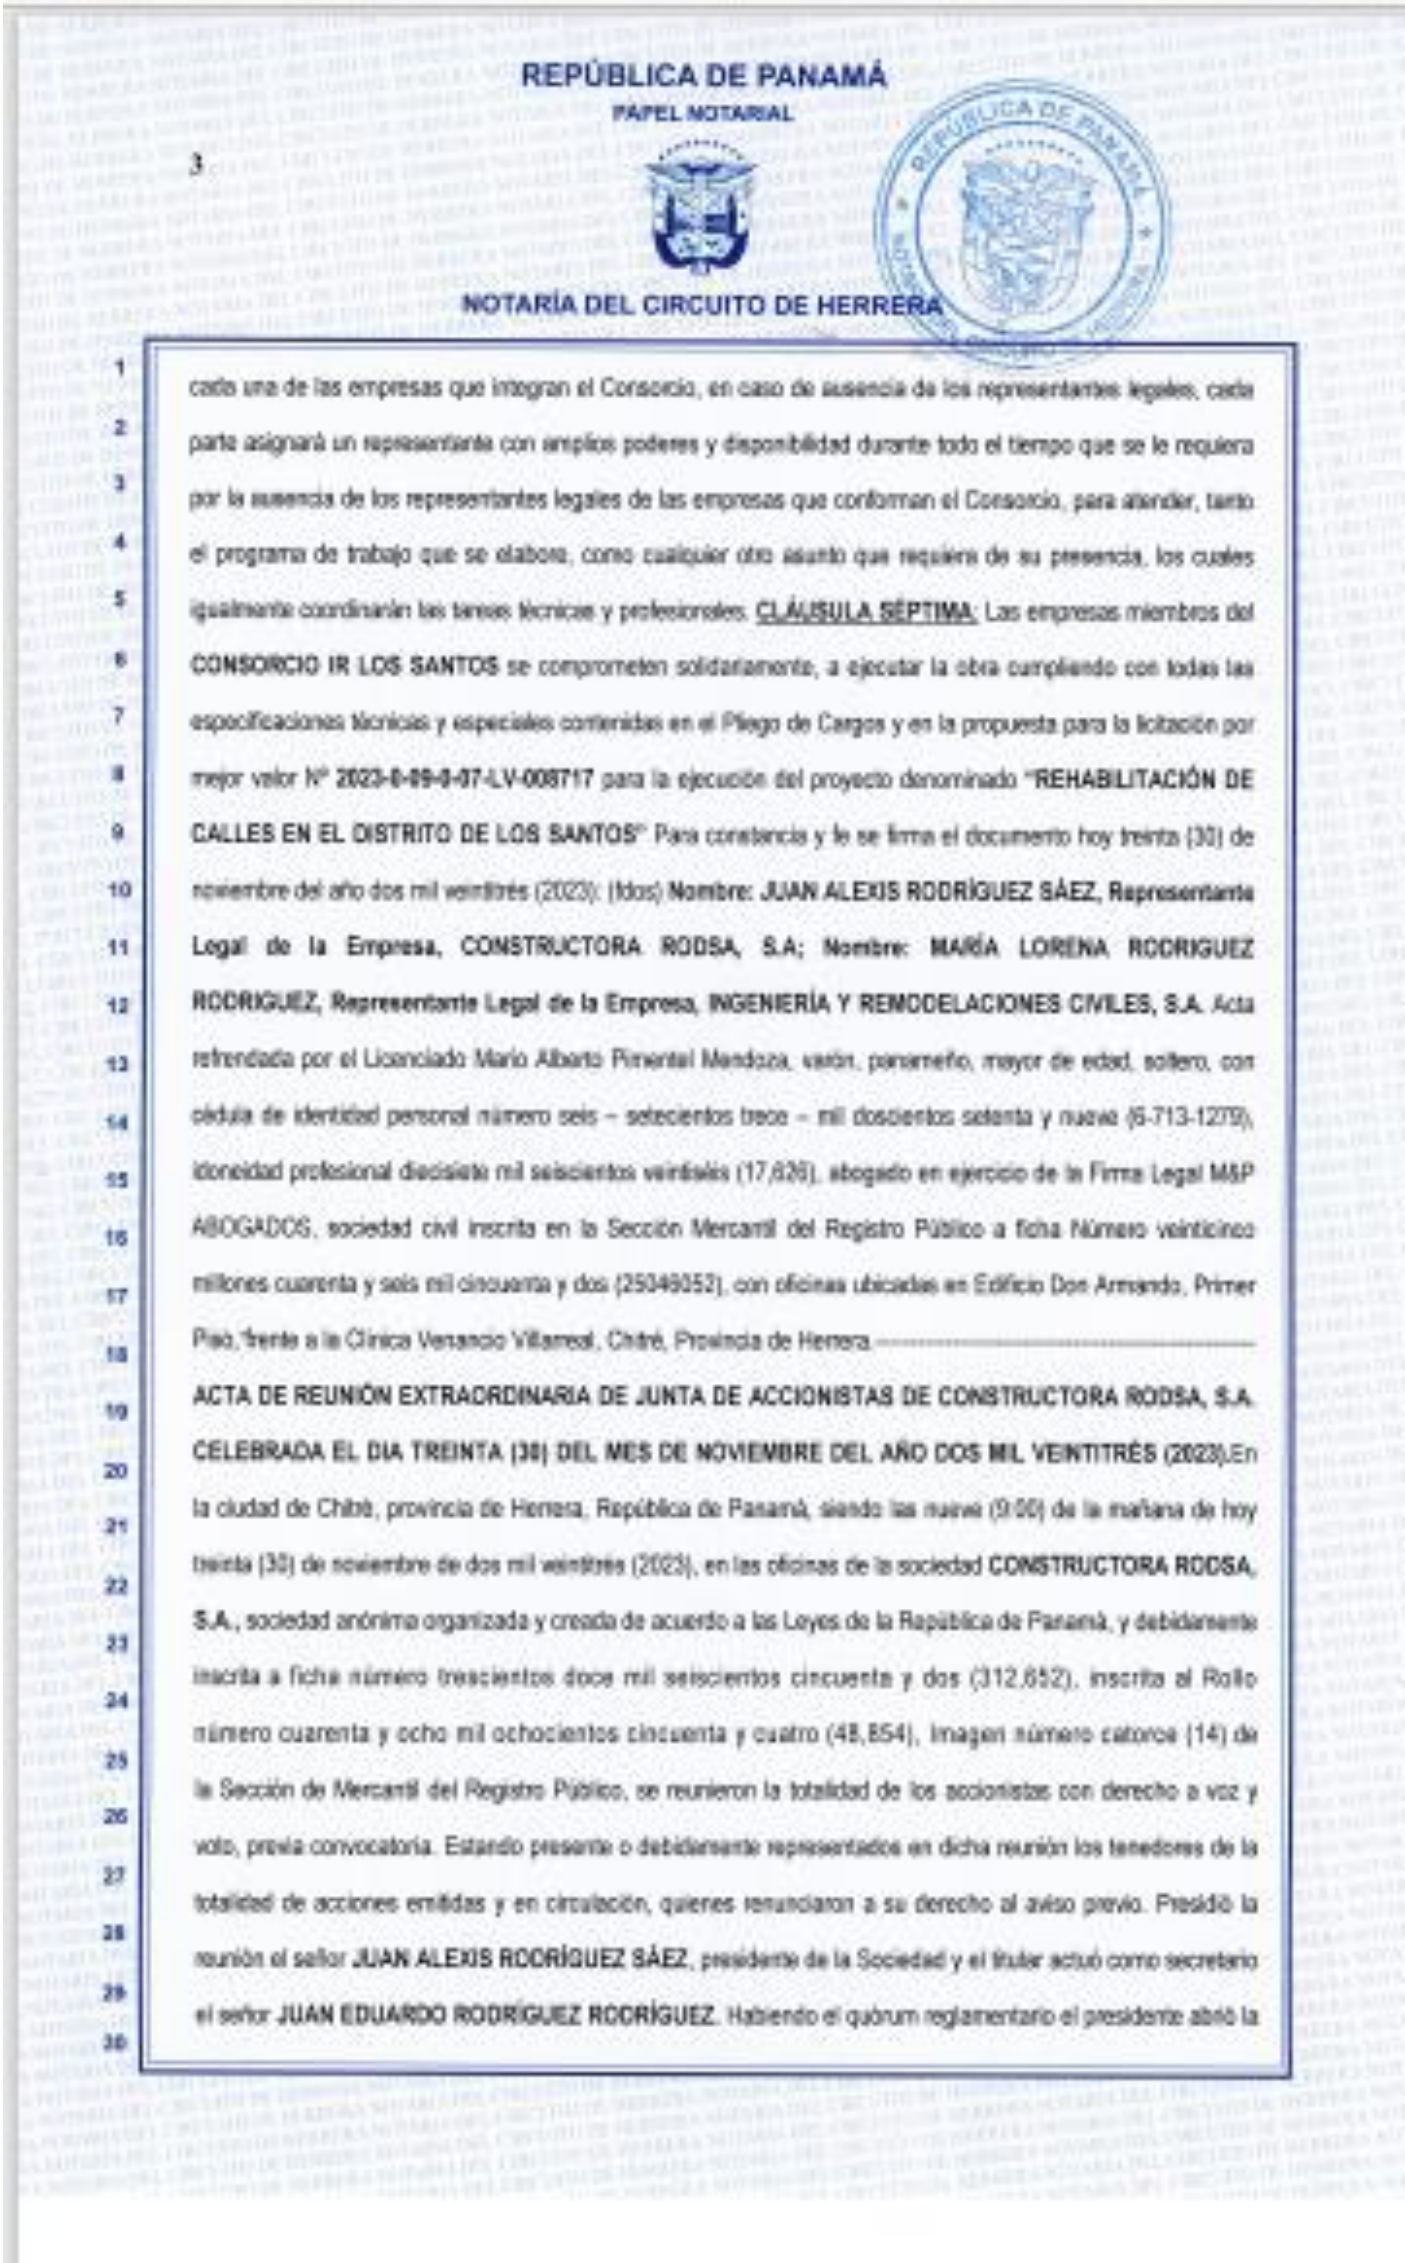 REPÚBLICA DE PANAMÁ
PAPEL NOTARIAL
3
REPÚBLICA DE PANAMÁ
NOTARÍA DEL CIRCUITO DE HERRERA
1 cada una de las empresas que integran el Consorcio, en caso de ausencia de los representantes legales, cada
2 parte asignará un representante con amplios poderes y disponibilidad durante todo el tiempo que se le requiera
3 por la ausencia de los representantes legales de las empresas que conforman el Consorcio, para atender, tanto
4 el programa de trabajo que se elabore, como cualquier otro asunto que requiera de su presencia, los cuales
5 igualmente coordinarán las tareas técnicas y profesionales. CLÁUSULA SÉPTIMA: Las empresas miembros del
6 CONSORCIO IR LOS SANTOS se comprometen solidariamente, a ejecutar la obra cumpliendo con todas las
7 especificaciones técnicas y especiales contenidas en el Pliego de Cargos y en la propuesta para la licitación por
8 mejor valor Nº 2023-0-09-0-07-LV-008717 para la ejecución del proyecto denominado "REHABILITACIÓN DE
9 CALLES EN EL DISTRITO DE LOS SANTOS" Para constancia y fe se firma el documento hoy treinta (30) de
10 noviembre del año dos mil veintitrés (2023): (fdos) Nombre: JUAN ALEXIS RODRÍGUEZ SÁEZ, Representante
11 Legal de la Empresa, CONSTRUCTORA RODSA, S.A; Nombre: MARÍA LORENA RODRIGUEZ
12 RODRIGUEZ, Representante Legal de la Empresa, INGENIERÍA Y REMODELACIONES CIVILES, S.A. Acta
13 refrendada por el Licenciado Mario Alberto Pimentel Mendoza, varón, panameño, mayor de edad, soltero, con
14 cédula de identidad personal número seis – setecientos trece – mil doscientos setenta y nueve (6-713-1279),
15 idoneidad profesional diecisiete mil seiscientos veintiséis (17,626), abogado en ejercicio de la Firma Legal M&P
16 ABOGADOS, sociedad civil inscrita en la Sección Mercantil del Registro Público a ficha Número veinticinco
17 millones cuarenta y seis mil cincuenta y dos (25046052), con oficinas ubicadas en Edificio Don Armando, Primer
18 Piso, frente a la Clínica Venancio Villarreal, Chitré, Provincia de Herrera.----------
19 ACTA DE REUNIÓN EXTRAORDINARIA DE JUNTA DE ACCIONISTAS DE CONSTRUCTORA RODSA, S.A.
20 CELEBRADA EL DIA TREINTA (30) DEL MES DE NOVIEMBRE DEL AÑO DOS MIL VEINTITRÉS (2023).En
21 la ciudad de Chitré, provincia de Herrera, República de Panamá, siendo las nueve (9:00) de la mañana de hoy
22 treinta (30) de noviembre de dos mil veintitrés (2023), en las oficinas de la sociedad CONSTRUCTORA RODSA,
23 S.A., sociedad anónima organizada y creada de acuerdo a las Leyes de la República de Panamá, y debidamente
24 inscrita a ficha número trescientos doce mil seiscientos cincuenta y dos (312,652), inscrita al Rollo
25 número cuarenta y ocho mil ochocientos cincuenta y cuatro (48,854), Imagen número catorce (14) de
26 la Sección de Mercantil del Registro Público, se reunieron la totalidad de los accionistas con derecho a voz y
27 voto, previa convocatoria. Estando presente o debidamente representados en dicha reunión los tenedores de la
28 totalidad de acciones emitidas y en circulación, quienes renunciaron a su derecho al aviso previo. Presidió la
29 reunión el señor JUAN ALEXIS RODRÍGUEZ SÁEZ, presidente de la Sociedad y el titular actuó como secretario
30 el señor JUAN EDUARDO RODRÍGUEZ RODRÍGUEZ. Habiendo el quórum reglamentario el presidente abrió la